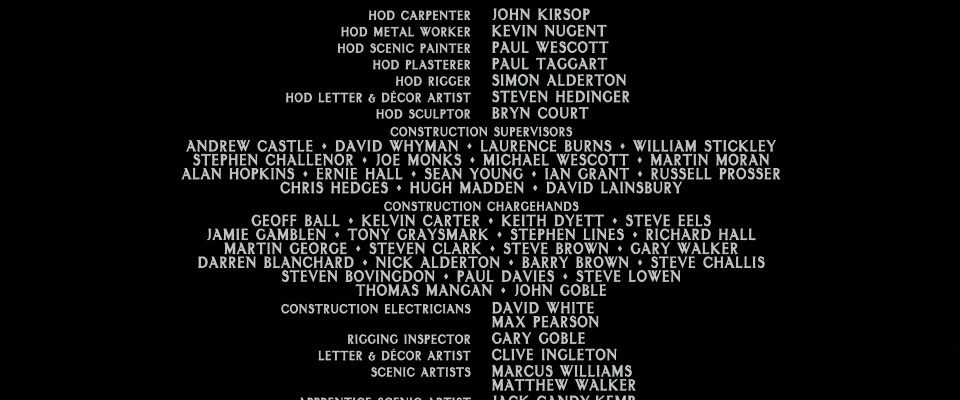 HOD CARPENTER JOHN KIRSOP
HOD METAL WORKER KEVIN NUGENT
HOD SCENIC PAINTER PAUL WESCOTT
HOD PLASTERER PAUL TAGGART
HOD RIGGER SIMON ALDERTON
HOD LETTER & DÉCOR ARTIST STEVEN HEDINGER
HOD SCULPTOR BRYN COURT
CONSTRUCTION SUPERVISORS
ANDREW CASTLE ♦ DAVID WHYMAN ♦ LAURENCE BURNS ♦ WILLIAM STICKLEY
STEPHEN CHALLENOR ♦ JOE MONKS ♦ MICHAEL WESCOTT ♦ MARTIN MORAN
ALAN HOPKINS ♦ ERNIE HALL ♦ SEAN YOUNG ♦ IAN GRANT ♦ RUSSELL PROSSER
CHRIS HEDGES ♦ HUGH MADDEN ♦ DAVID LAINSBURY
CONSTRUCTION CHARGEHANDS
GEOFF BALL ♦ KELVIN CARTER ♦ KEITH DYETT ♦ STEVE EELS
JAMIE GAMBLEN ♦ TONY GRAYSMARK ♦ STEPHEN LINES ♦ RICHARD HALL
MARTIN GEORGE ♦ STEVEN CLARK ♦ STEVE BROWN ♦ GARY WALKER
DARREN BLANCHARD ♦ NICK ALDERTON ♦ BARRY BROWN ♦ STEVE CHALLIS
STEVEN BOVINGDON ♦ PAUL DAVIES ♦ STEVE LOWEN
THOMAS MANGAN ♦ JOHN GOBLE
CONSTRUCTION ELECTRICIANS DAVID WHITE
MAX PEARSON
RIGGING INSPECTOR GARY GOBLE
LETTER & DÉCOR ARTIST CLIVE INGLETON
SCENIC ARTISTS MARCUS WILLIAMS
MATTHEW WALKER